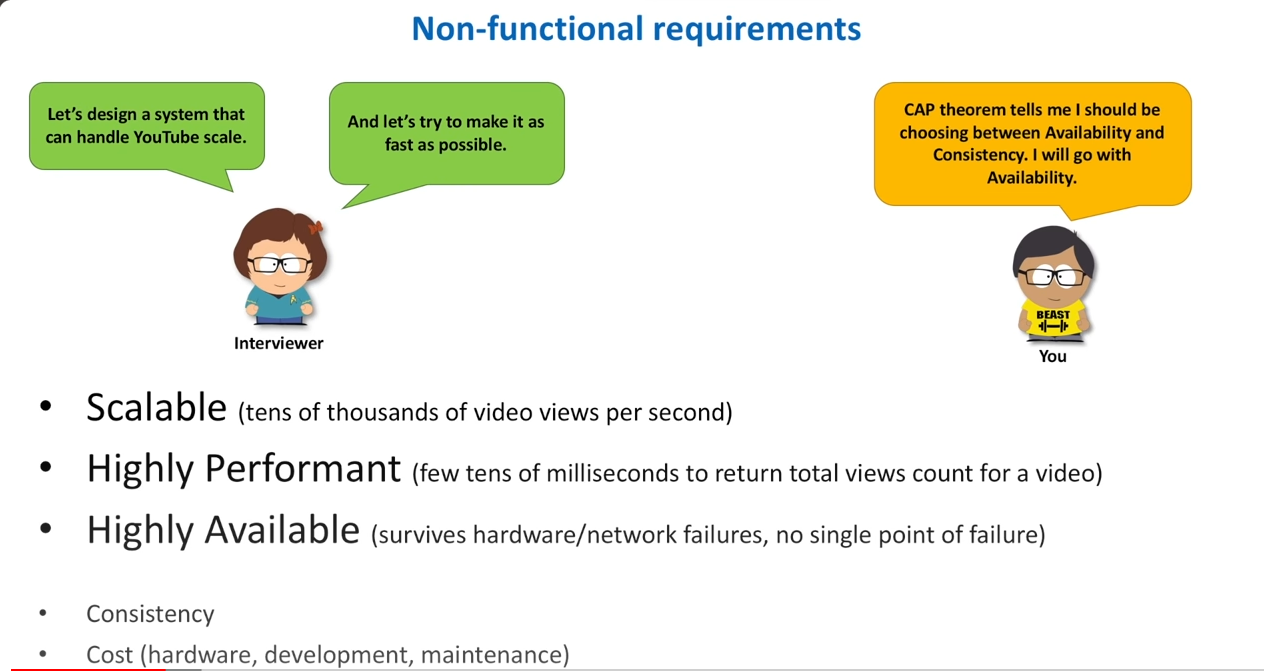 Non-functional requirements
Let's design a system that
can handle YouTube scale.
And let's try to make it as
fast as possible.
CAP theorem tells me I should be
choosing between Availability and
Consistency. I will go with
Availability.
BEAST
Interviewer
You
• Scalable (tens of thousands of video views per second)
• Highly Performant (few tens of milliseconds to return total views count for a video)
• Highly Available (survives hardware/network failures, no single point of failure)
• Consistency
• Cost (hardware, development, maintenance)